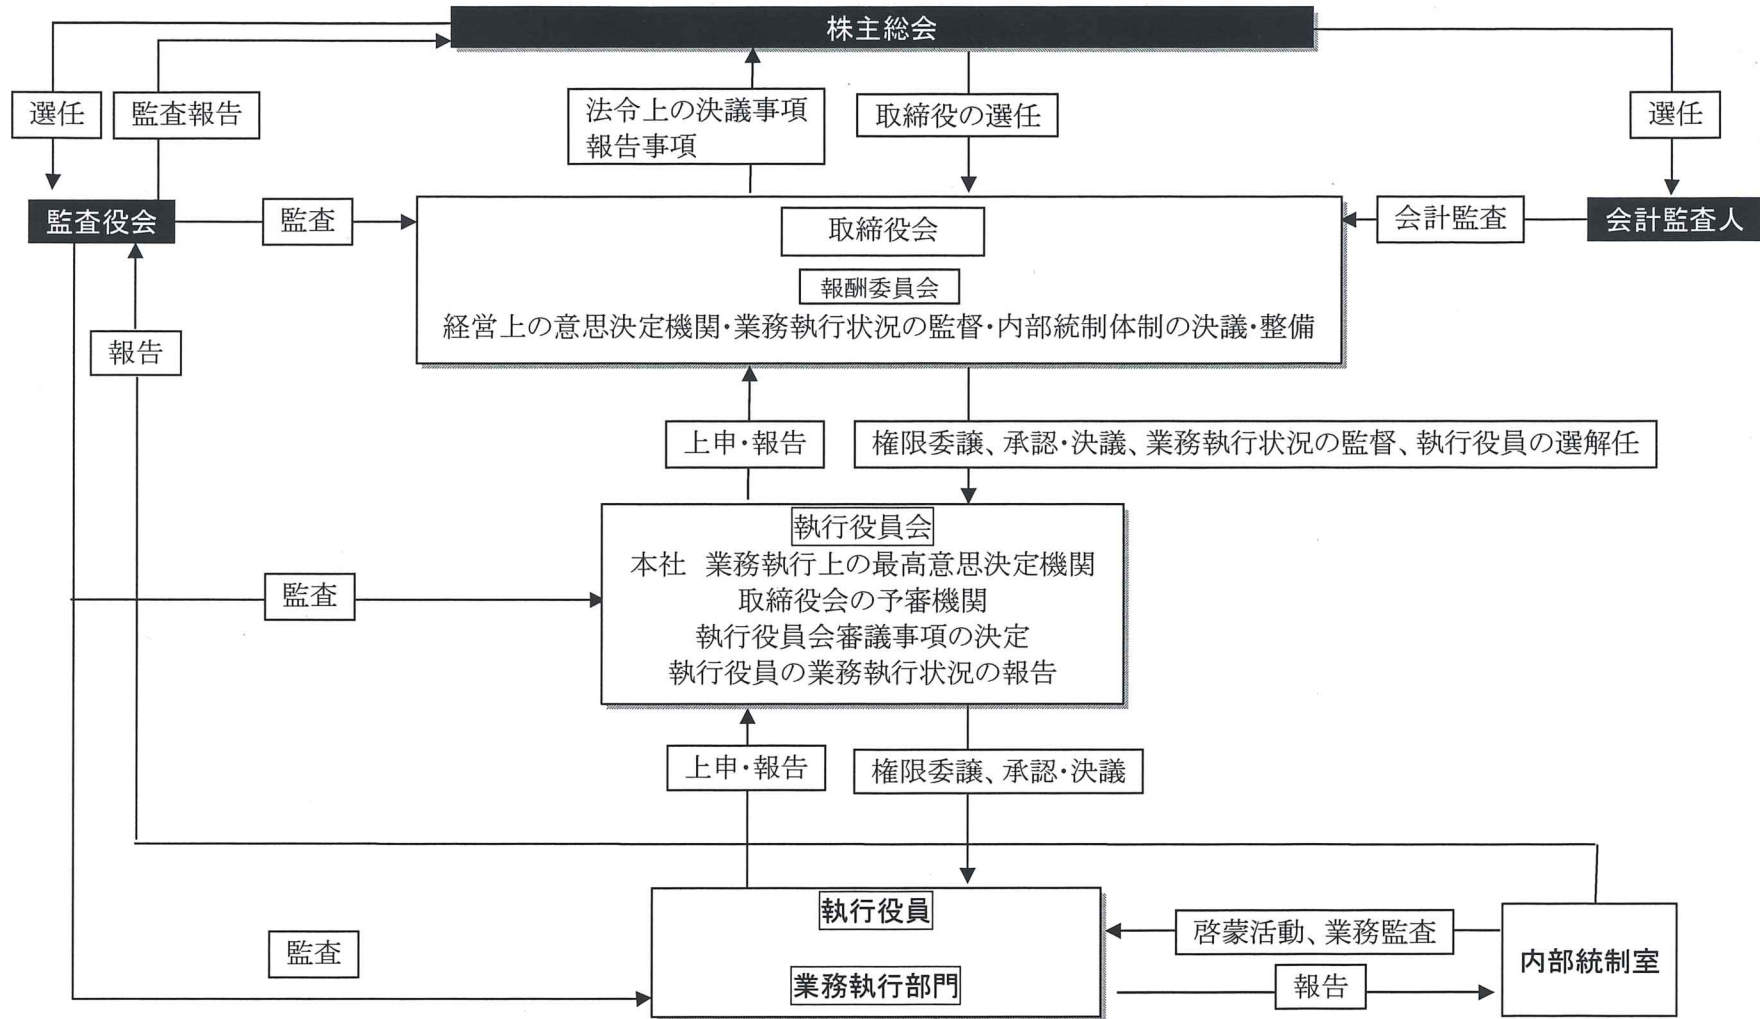 株主総会
選任
監査報告
法令上の決議事項
報告事項
取締役の選任
選任
監査役会
監査
取締役会
会計監査
会計監査人
報酬委員会
経営上の意思決定機関・業務執行状況の監督・内部統制体制の決議・整備
報告
上申・報告
権限委譲、承認・決議、業務執行状況の監督、執行役員の選解任
執行役員会
本社　業務執行上の最高意思決定機関
監査
取締役会の予審機関
執行役員会審議事項の決定
執行役員の業務執行状況の報告
上申・報告
権限委譲、承認・決議
執行役員
啓蒙活動、業務監査
監査
内部統制室
業務執行部門
報告